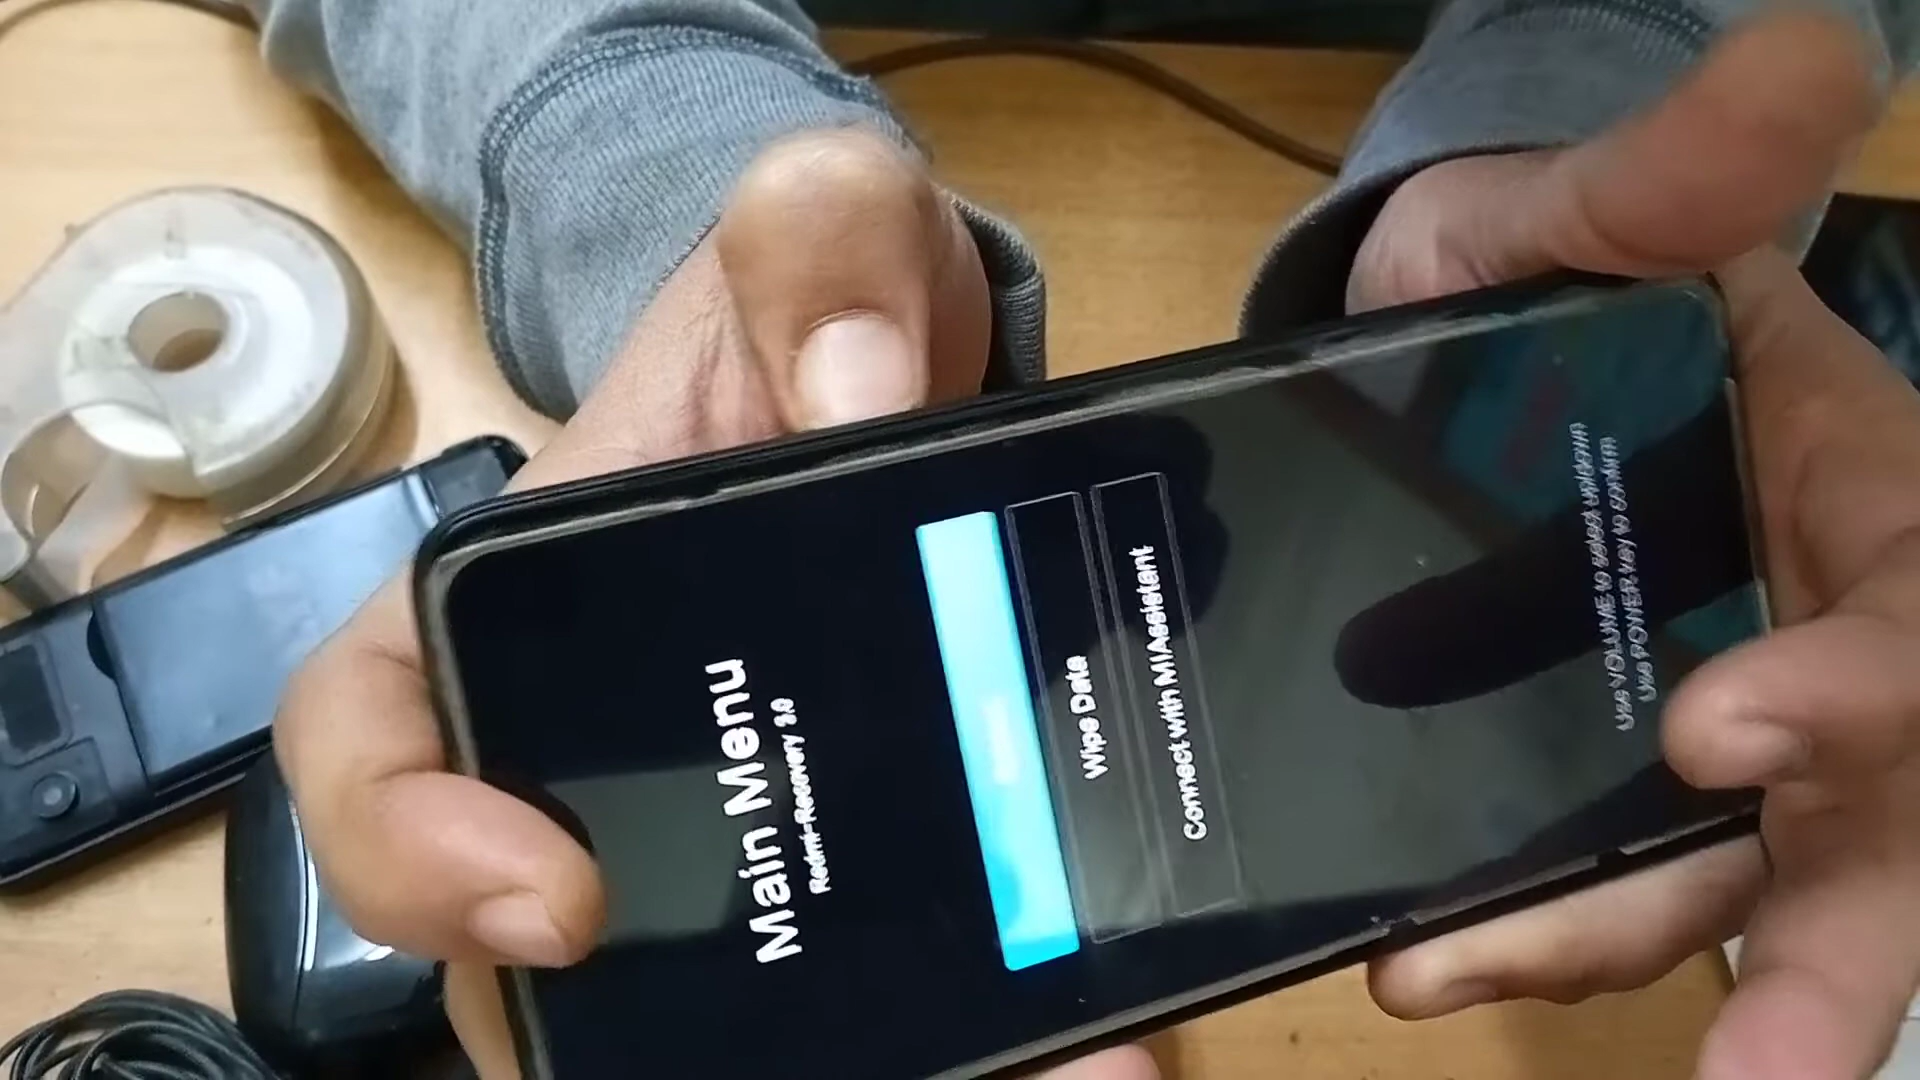 Main Menu
Redmi-Recovery 3.0
Wipe Data
Connect with MIAssistant
Use VOLUME to select up/down
Use POWER key to confirm